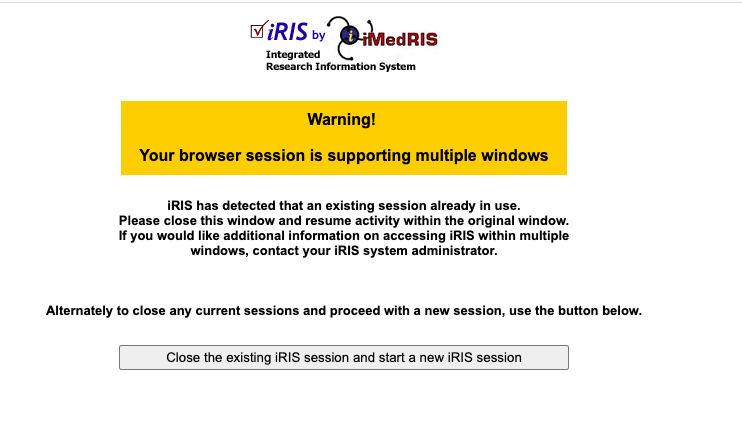 iRIS by iMedRIS
Integrated
Research Information System
Warning!
Your browser session is supporting multiple windows
iRIS has detected that an existing session already in use.
Please close this window and resume activity within the original window.
If you would like additional information on accessing iRIS within multiple
windows, contact your iRIS system administrator.
Alternately to close any current sessions and proceed with a new session, use the button below.
Close the existing iRIS session and start a new iRIS session